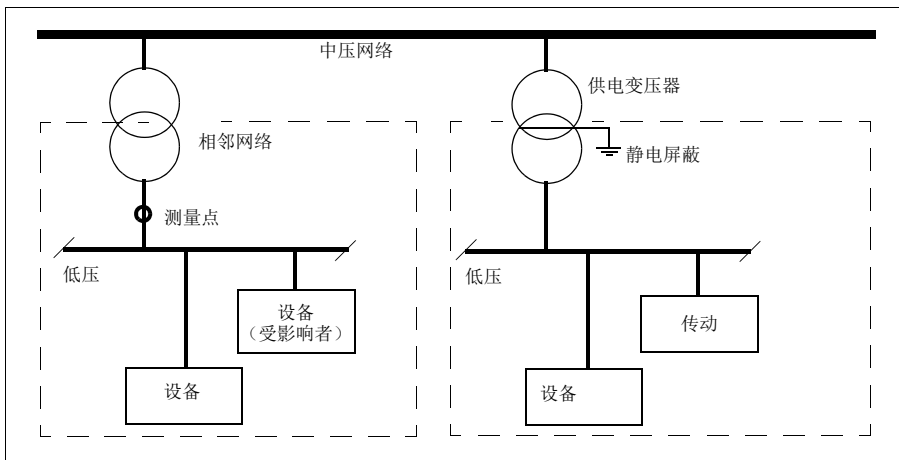 中压网络
供电变压器
相邻网络
静电屏蔽
测量点
低压
低压
设备
（受影响者）
传动
设备
设备